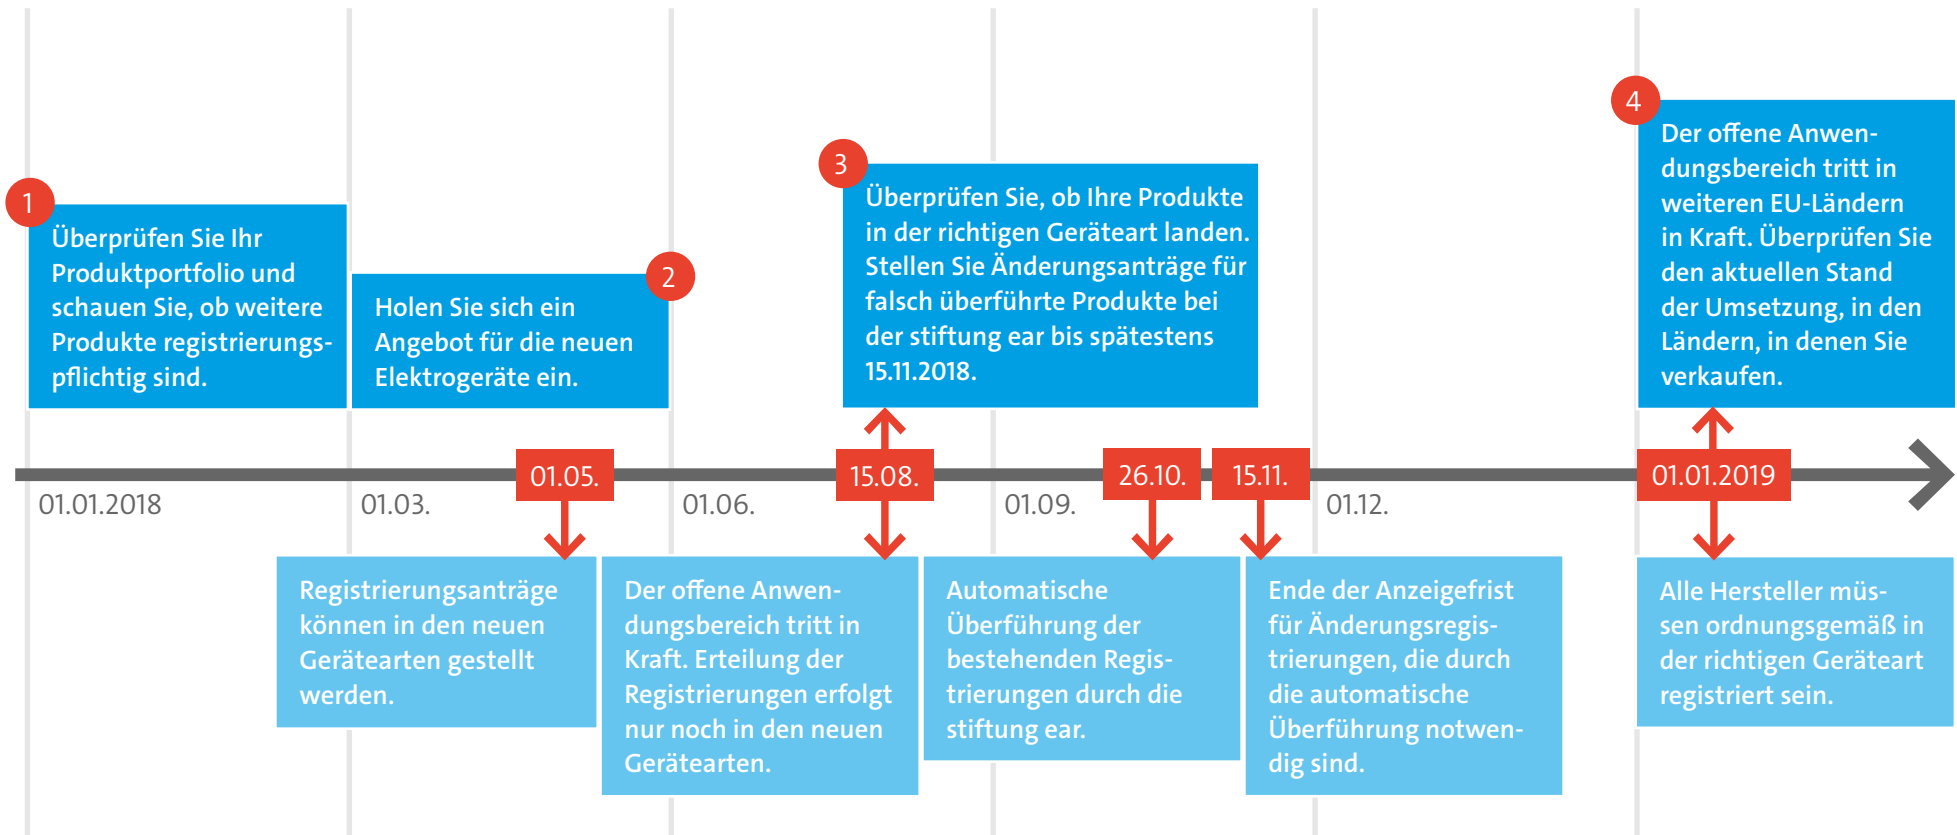 1
Überprüfen Sie Ihr
Produktportfolio und
schauen Sie, ob weitere
Produkte registrierungs-
pflichtig sind.
2
Holen Sie sich ein
Angebot für die neuen
Elektrogeräte ein.
3
Überprüfen Sie, ob Ihre Produkte
in der richtigen Geräteart landen.
Stellen Sie Änderungsanträge für
falsch überführte Produkte bei
der stiftung ear bis spätestens
15.11.2018.
4
Der offene Anwen-
dungsbereich tritt in
weiteren EU-Ländern
in Kraft. Überprüfen Sie
den aktuellen Stand
der Umsetzung, in den
Ländern, in denen Sie
verkaufen.
01.05.
15.08.
26.10.
15.11.
01.01.2019
01.01.2018
01.03.
01.06.
01.09.
01.12.
Registrierungsanträge
können in den neuen
Gerätearten gestellt
werden.
Der offene Anwen-
dungsbereich tritt in
Kraft. Erteilung der
Registrierungen erfolgt
nur noch in den neuen
Gerätearten.
Automatische
Überführung der
bestehenden Regis-
trierungen durch die
stiftung ear.
Ende der Anzeigefrist
für Änderungsregis-
trierungen, die durch
die automatische
Überführung notwen-
dig sind.
Alle Hersteller müs-
sen ordnungsgemäß in
der richtigen Geräteart
registriert sein.